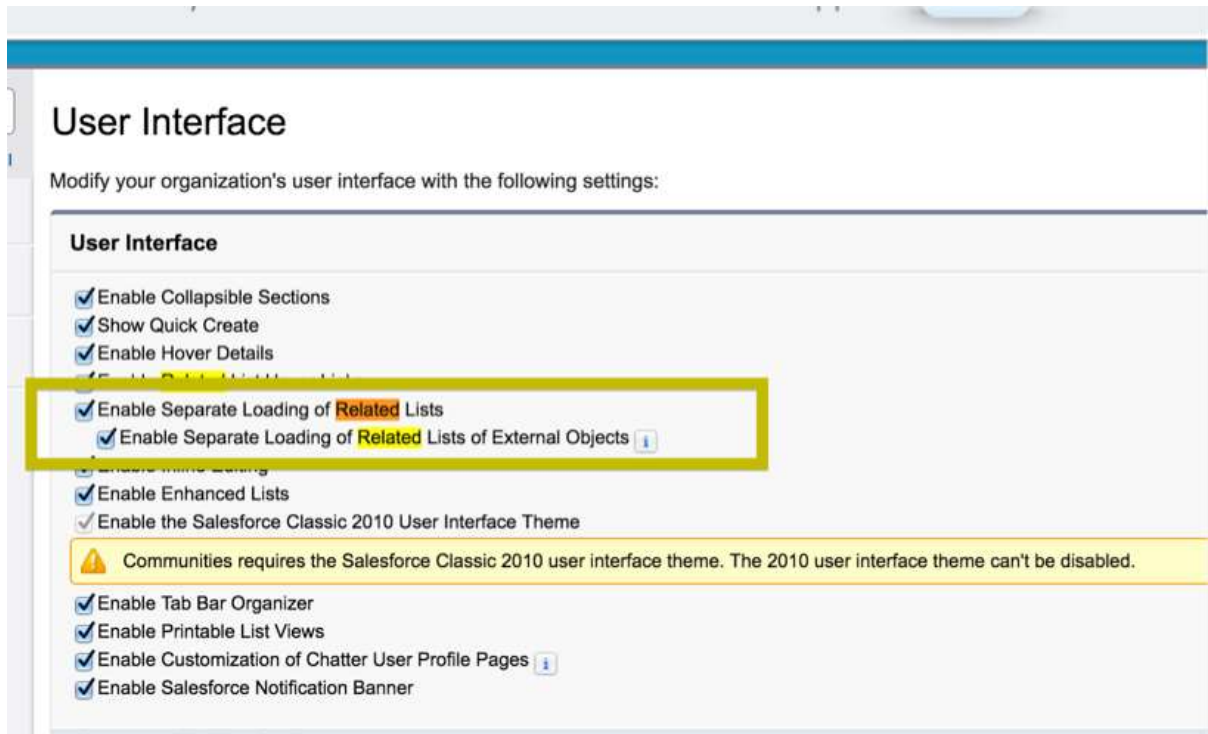 User Interface
Modify your organization's user interface with the following settings:
User Interface
Enable Collapsible Sections
Show Quick Create
Enable Hover Details
Enable Separate Loading of Related Lists
Enable Separate Loading of Related Lists of External Objects
Enable Inline Editing
Enable Enhanced Lists
Enable the Salesforce Classic 2010 User Interface Theme
Communities requires the Salesforce Classic 2010 user interface theme. The 2010 user interface theme can't be disabled.
Enable Tab Bar Organizer
Enable Printable List Views
Enable Customization of Chatter User Profile Pages
Enable Salesforce Notification Banner